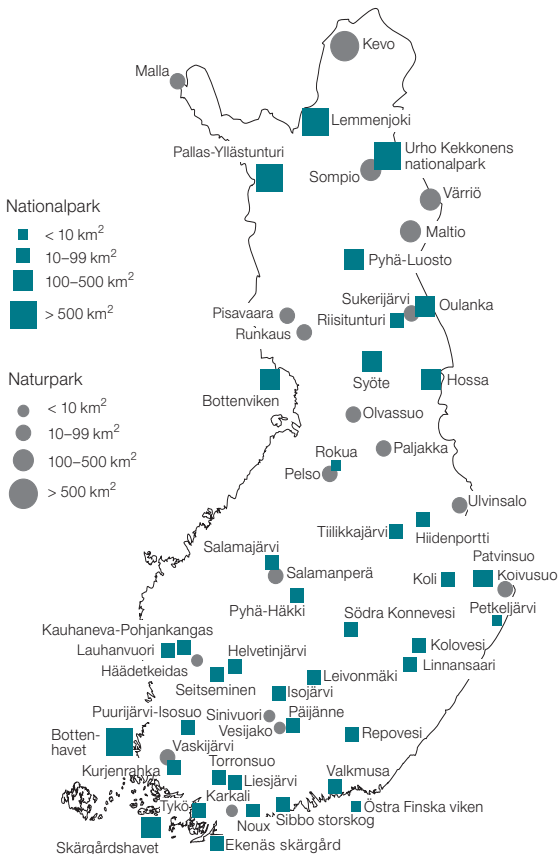 Kevo
Malla
Lemmenjoki
Pallas-Yllästunturi
Urho Kekkonens
nationalpark
Sompio
Värriö
Maltio
Nationalpark
< 10 km²
10–99 km²
100–500 km²
> 500 km²
Pyhä-Luosto
Sukerijärvi
Oulanka
Pisavaara
Riisitunturi
Runkaus
Naturpark
< 10 km²
10–99 km²
100–500 km²
> 500 km²
Syöte
Hossa
Bottenviken
Olvassuo
Paljakka
Rokua
Pelso
Ulvinsalo
Tiilikkajärvi
Hiidenportti
Salamajärvi
Salamanperä
Patvinsuo
Koli
Koivusuo
Pyhä-Häkki
Petkeljärvi
Södra Konnevesi
Kauhaneva-Pohjankangas
Lauhanvuori
Helvetinjärvi
Kolovesi
Häädetkeidas
Linnansaari
Seitseminen
Leivonmäki
Isojärvi
Puurijärvi-Isosuo
Sinivuori
Päijänne
Vesijako
Botten-
havet
Repovesi
Vaskijärvi
Kurjenrahka
Torronsuo
Liesjärvi
Valkmusa
Karkali
Tykö
Noux
Sibbo storskog
Östra Finska viken
Skärgårdshavet
Ekenäs skärgård